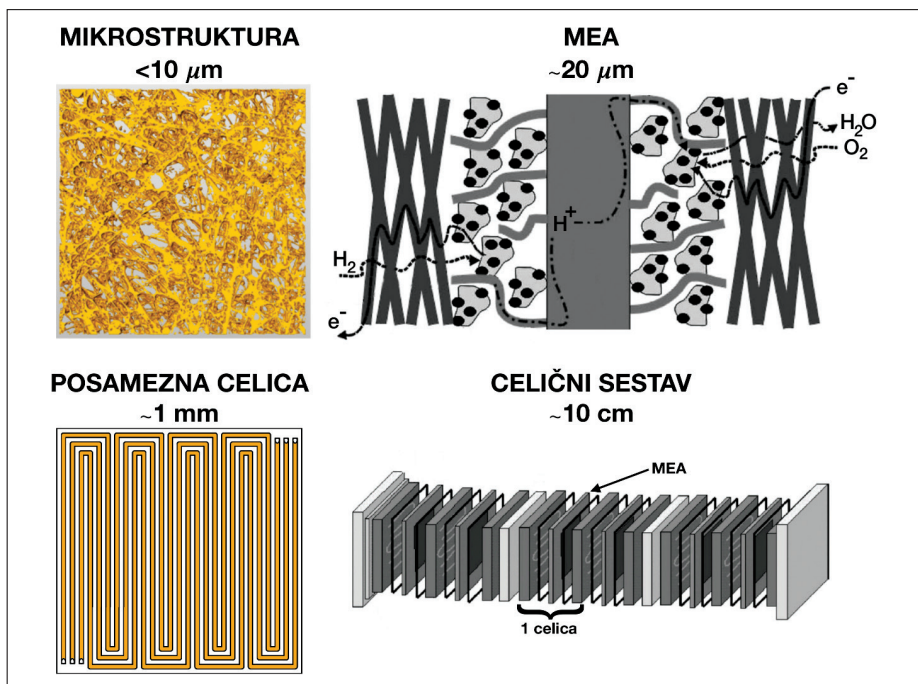 MIKROSTRUKTURA
<10 μm
MEA
~20 μm
e-
H2O
O2
H+
H2
e-
POSAMEZNA CELICA
~1 mm
CELIČNI SESTAV
~10 cm
MEA
1 celica